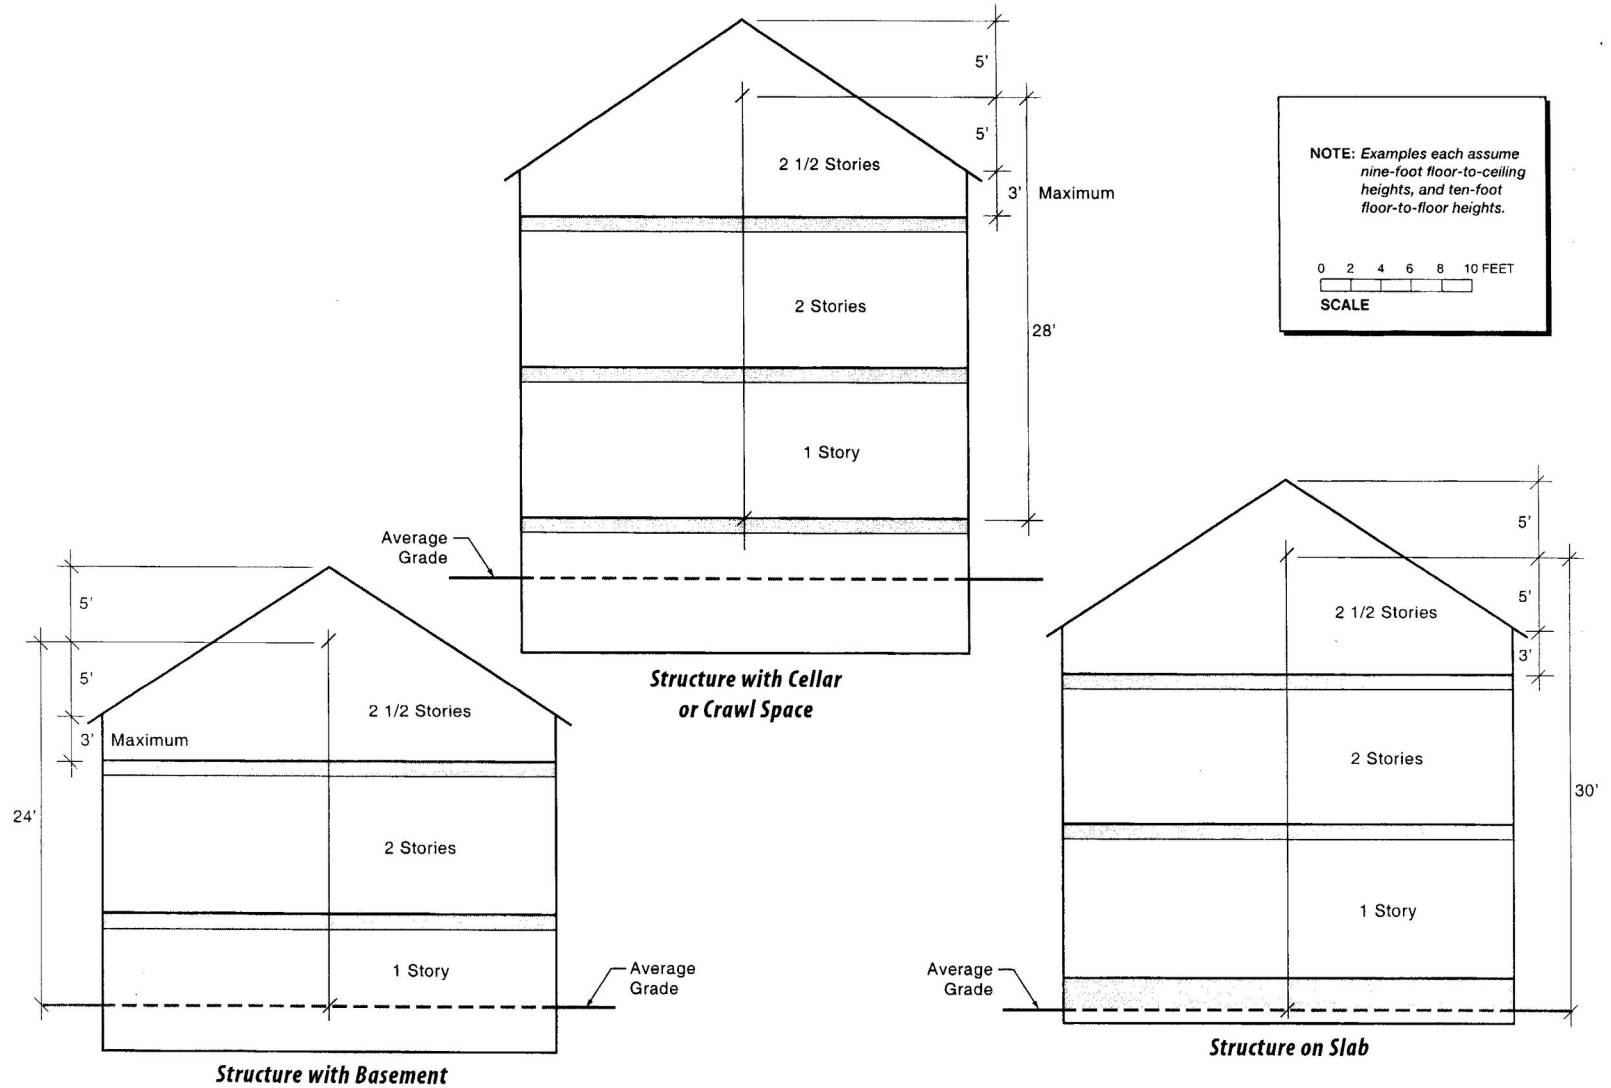 5'
5'
2 1/2 Stories
3' Maximum
2 Stories
28'
1 Story
Average
Grade
Structure with Cellar
or Crawl Space
NOTE: Examples each assume
nine-foot floor-to-ceiling
heights, and ten-foot
floor-to-floor heights.
0 2 4 6 8 10 FEET
SCALE
5'
5'
2 1/2 Stories
3' Maximum
24'
2 Stories
1 Story
Average
Grade
Structure with Basement
5'
5'
2 1/2 Stories
3'
2 Stories
30'
1 Story
Average
Grade
Structure on Slab